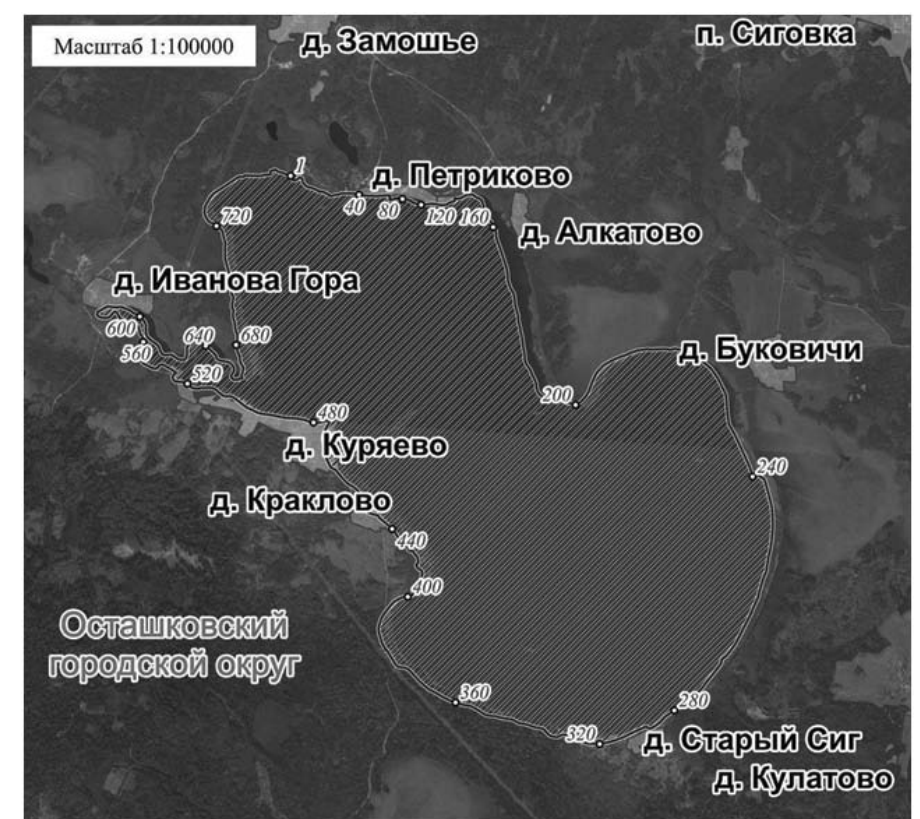 Масштаб 1:100000
д. Замошье
п. Сиговка
1
д. Петриково
40
80
120
160
720
д. Алкатово
д. Иванова Гора
600
640
680
560
д. Буковичи
520
200
480
д. Куряево
240
д. Краклово
440
400
Осташковский
городской округ
360
280
320
д. Старый Сиг
д. Кулатово